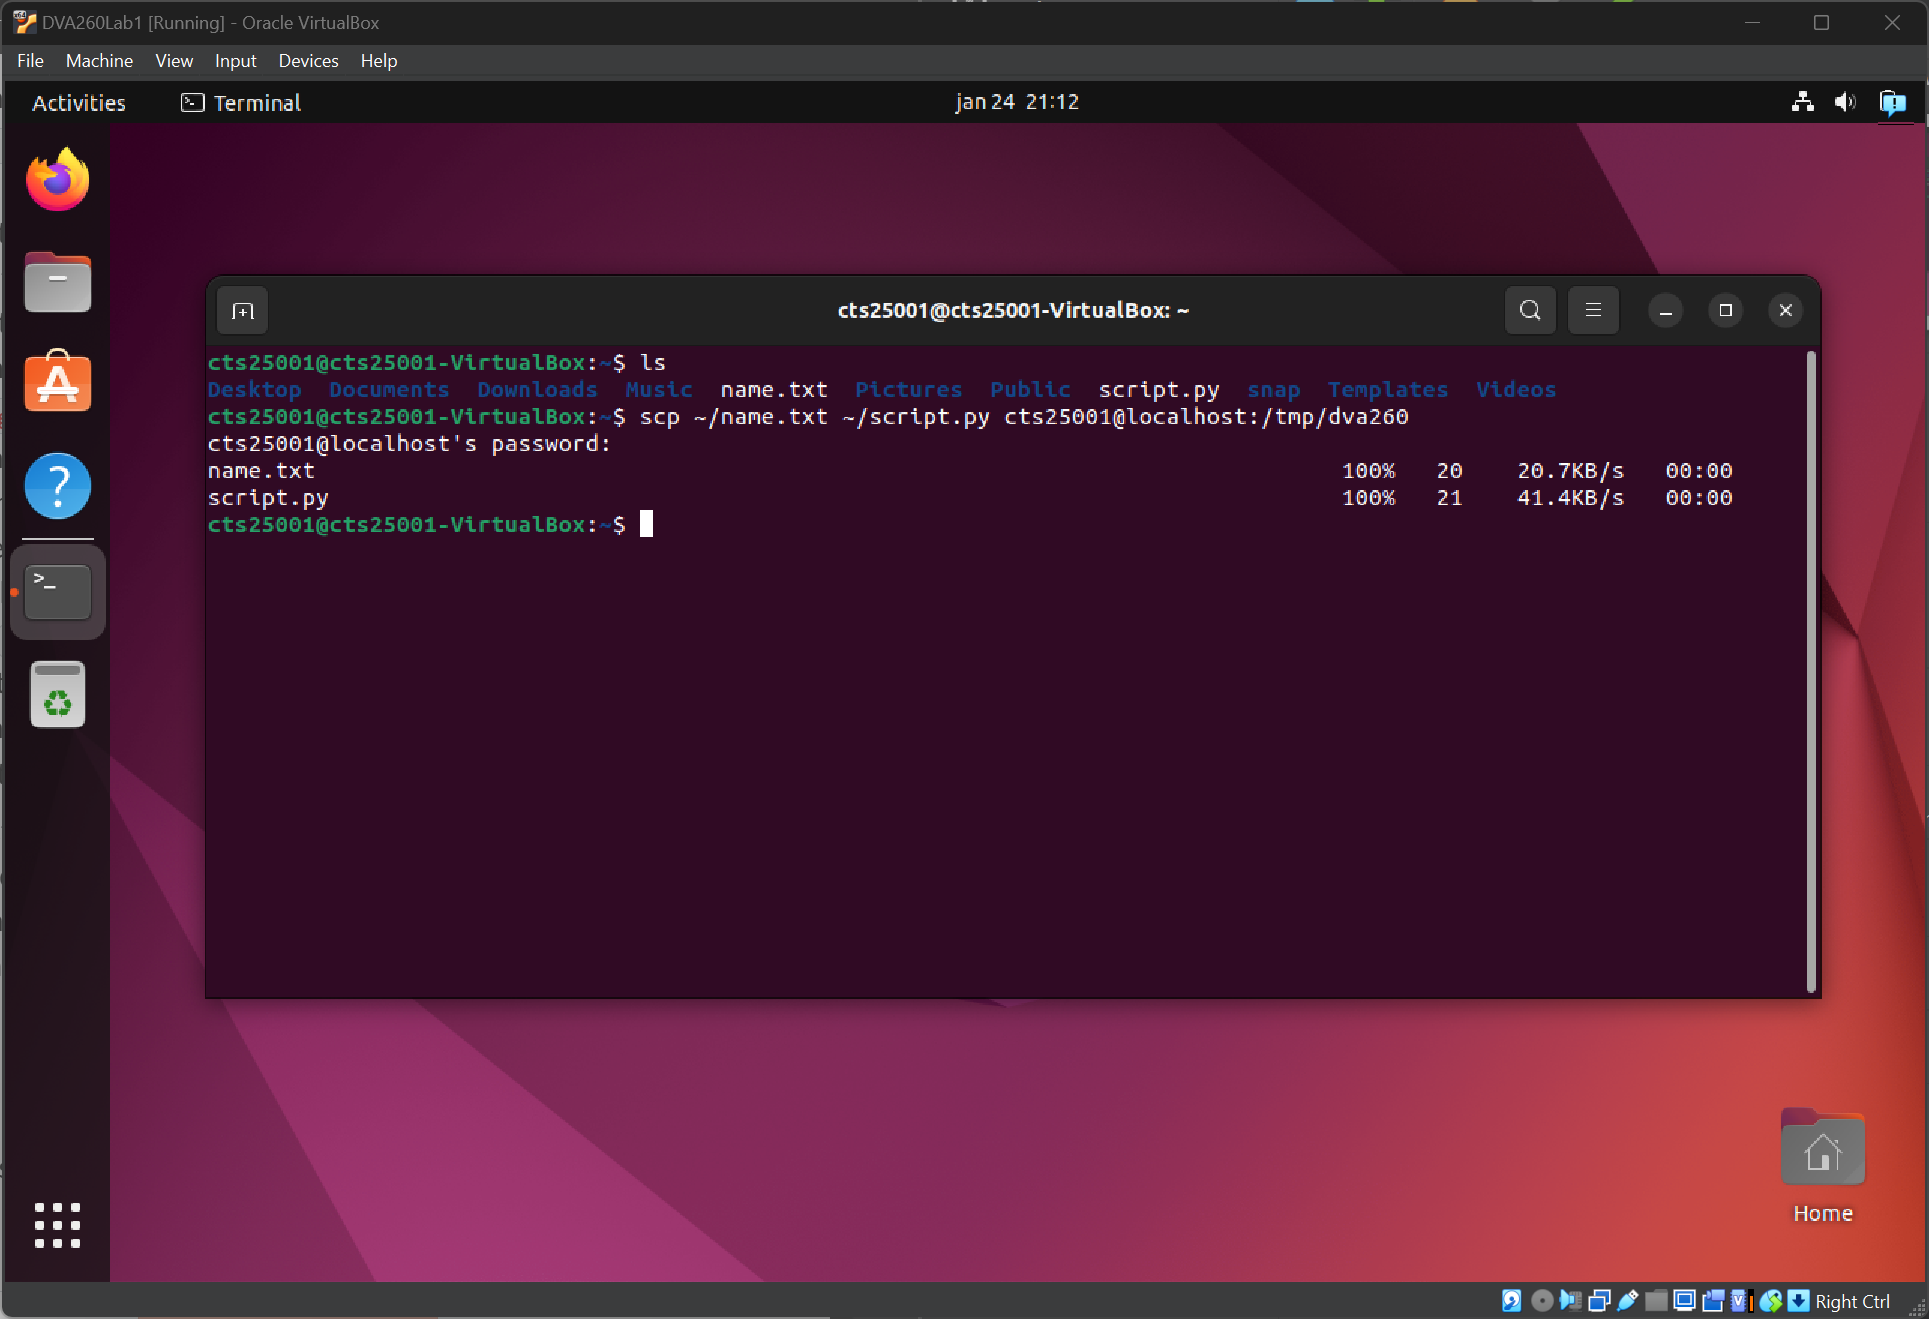 DVA260Lab1 [Running] - Oracle VirtualBox
File Machine View Input Devices Help
Activities Terminal jan 24 21:12
cts25001@cts25001-VirtualBox: ~
cts25001@cts25001-VirtualBox:~$ ls
Desktop Documents Downloads Music name.txt Pictures Public script.py snap Templates Videos
cts25001@cts25001-VirtualBox:~$ scp ~/name.txt ~/script.py cts25001@localhost:/tmp/dva260
cts25001@localhost's password:
name.txt 100% 20 20.7KB/s 00:00
script.py 100% 21 41.4KB/s 00:00
cts25001@cts25001-VirtualBox:~$
Home
Right Ctrl